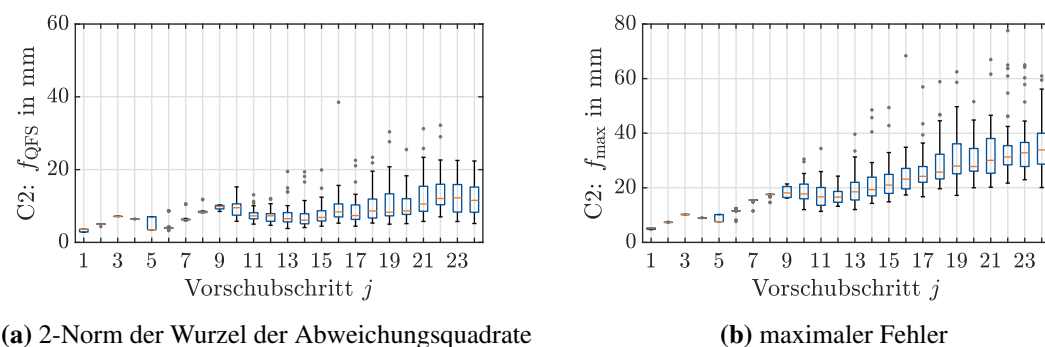 C2: f_QFS in mm
60
40
20
0
1 3 5 7 9 11 13 15 17 19 21 23
Vorschubschritt j
(a) 2-Norm der Wurzel der Abweichungsquadrate
C2: f_max in mm
80
60
40
20
0
1 3 5 7 9 11 13 15 17 19 21 23
Vorschubschritt j
(b) maximaler Fehler